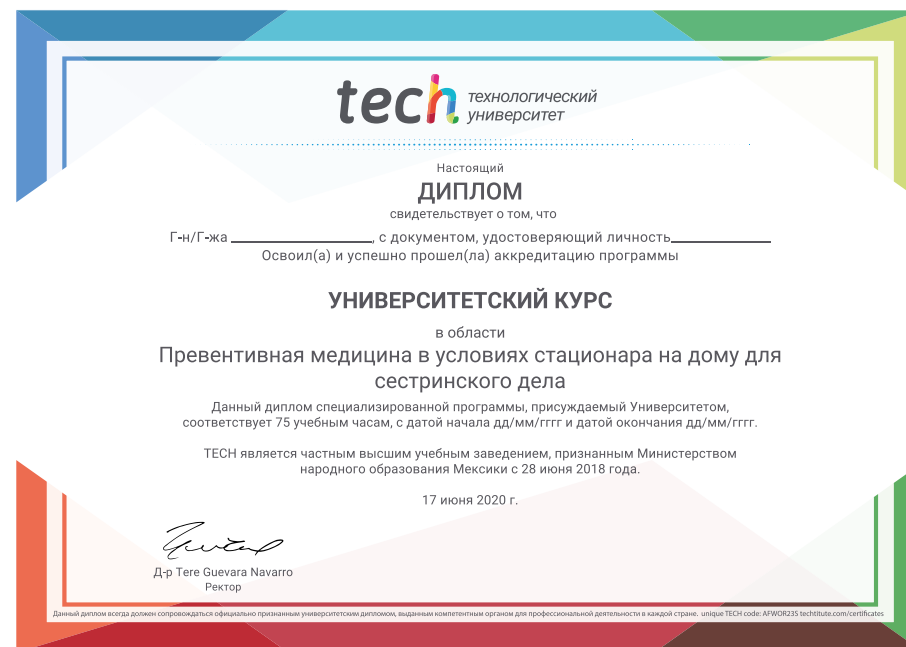 tech технологический
университет
Настоящий
ДИПЛОМ
свидетельствует о том, что
Г-н/Г-жа ____________________, с документом, удостоверяющий личность______________
Освоил(а) и успешно прошел(ла) аккредитацию программы
УНИВЕРСИТЕТСКИЙ КУРС
в области
Превентивная медицина в условиях стационара на дому для
сестринского дела
Данный диплом специализированной программы, присуждаемый Университетом,
соответствует 75 учебным часам, с датой начала дд/мм/гггг и датой окончания дд/мм/гггг.
TECH является частным высшим учебным заведением, признанным Министерством
народного образования Мексики с 28 июня 2018 года.
17 июня 2020 г.
Д-р Tere Guevara Navarro
Ректор
Данный диплом всегда должен сопровождаться официально признанным университетским дипломом, выданным компетентным органом для профессиональной деятельности в каждой стране. unique TECH code: AFWOR23S techtitute.com/certificates